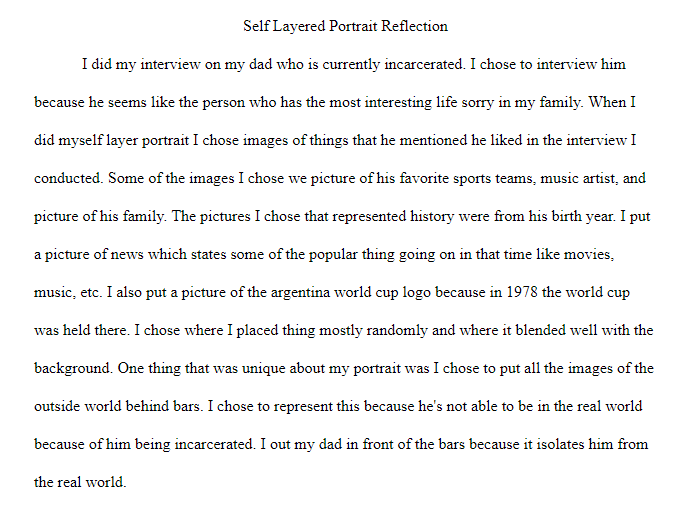 Self Layered Portrait Reflection
I did my interview on my dad who is currently incarcerated. I chose to interview him
because he seems like the person who has the most interesting life sorry in my family. When I
did myself layer portrait I chose images of things that he mentioned he liked in the interview I
conducted. Some of the images I chose we picture of his favorite sports teams, music artist, and
picture of his family. The pictures I chose that represented history were from his birth year. I put
a picture of news which states some of the popular thing going on in that time like movies,
music, etc. I also put a picture of the argentina world cup logo because in 1978 the world cup
was held there. I chose where I placed thing mostly randomly and where it blended well with the
background. One thing that was unique about my portrait was I chose to put all the images of the
outside world behind bars. I chose to represent this because he's not able to be in the real world
because of him being incarcerated. I out my dad in front of the bars because it isolates him from
the real world.